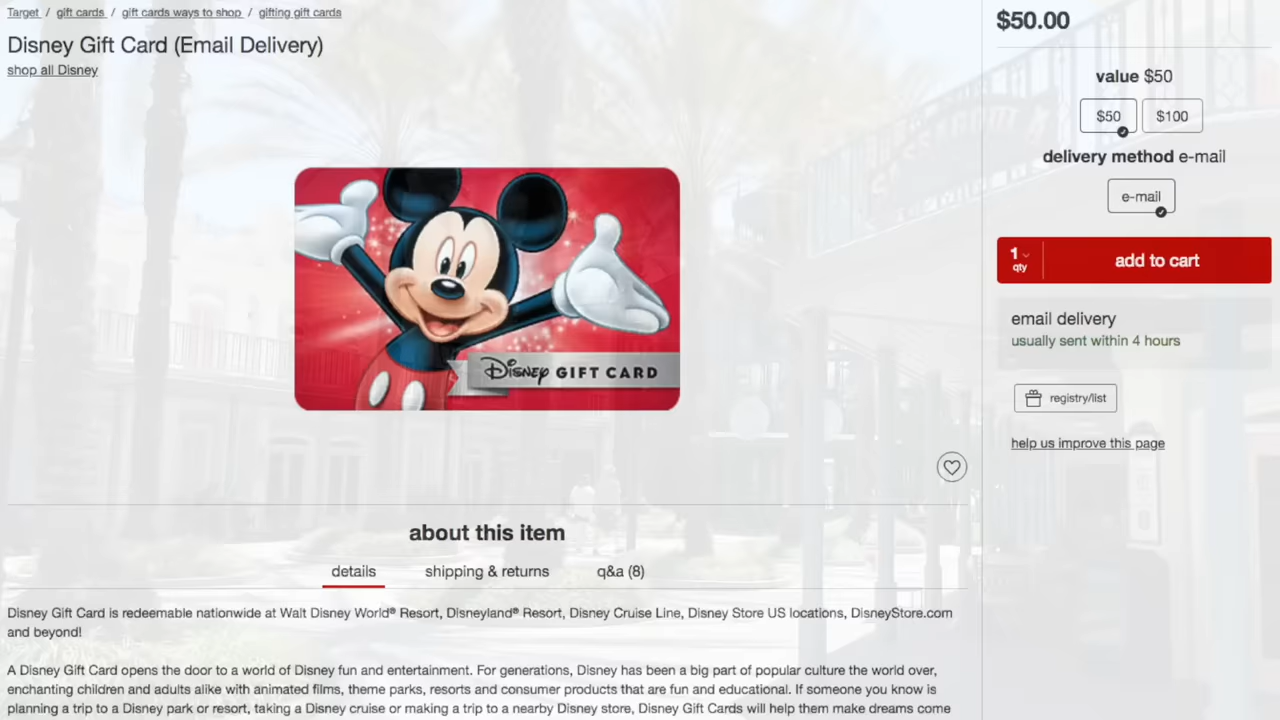 Target / gift cards / gift cards ways to shop / gifting gift cards
Disney Gift Card (Email Delivery)
shop all Disney
Disney GIFT CARD
about this item
details shipping & returns q&a (8)
Disney Gift Card is redeemable nationwide at Walt Disney World® Resort, Disneyland® Resort, Disney Cruise Line, Disney Store US locations, DisneyStore.com
and beyond!
A Disney Gift Card opens the door to a world of Disney fun and entertainment. For generations, Disney has been a big part of popular culture the world over,
enchanting children and adults alike with animated films, theme parks, resorts and consumer products that are fun and educational. If someone you know is
planning a trip to a Disney park or resort, taking a Disney cruise or making a trip to a nearby Disney store, Disney Gift Cards will help them make dreams come
$50.00
value $50
$50 $100
delivery method e-mail
e-mail
1 qty add to cart
email delivery
usually sent within 4 hours
registry/list
help us improve this page